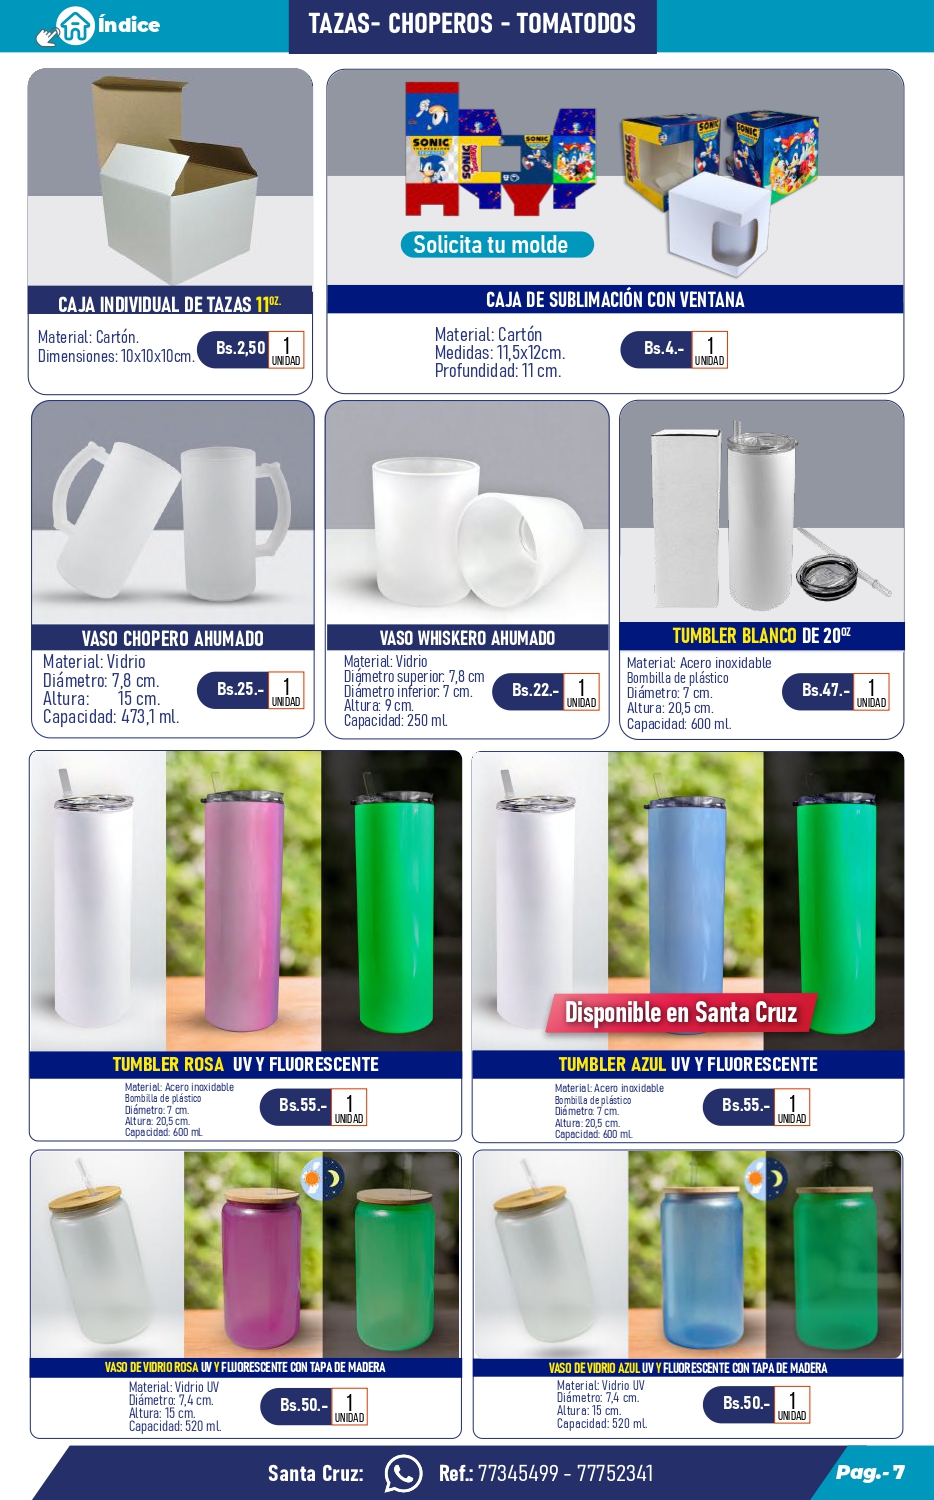 Índice
TAZAS- CHOPEROS - TOMATODOS
SONIC
SONIC
SONIC
SONIC
SONIC
Solicita tu molde
CAJA INDIVIDUAL DE TAZAS 11OZ.
Material: Cartón.
Dimensiones: 10x10x10cm.
Bs.2,50
1
UNIDAD
CAJA DE SUBLIMACIÓN CON VENTANA
Material: Cartón
Medidas: 11,5x12cm.
Profundidad: 11 cm.
Bs.4.-
1
UNIDAD
VASO CHOPERO AHUMADO
Material: Vidrio
Diámetro: 7,8 cm.
Altura: 15 cm.
Capacidad: 473,1 ml.
Bs.25.-
1
UNIDAD
VASO WHISKERO AHUMADO
Material: Vidrio
Diámetro superior: 7,8 cm
Diámetro inferior: 7 cm.
Altura: 9 cm.
Capacidad: 250 ml.
Bs.22.-
1
UNIDAD
TUMBLER BLANCO DE 20OZ
Material: Acero inoxidable
Bombilla de plástico
Diámetro: 7 cm.
Altura: 20,5 cm.
Capacidad: 600 ml.
Bs.47.-
1
UNIDAD
TUMBLER ROSA UV Y FLUORESCENTE
Material: Acero inoxidable
Bombilla de plástico
Diámetro: 7 cm.
Altura: 20,5 cm.
Capacidad: 600 ml.
Bs.55.-
1
UNIDAD
Disponible en Santa Cruz
TUMBLER AZUL UV Y FLUORESCENTE
Material: Acero inoxidable
Bombilla de plástico
Diámetro: 7 cm.
Altura: 20,5 cm.
Capacidad: 600 ml.
Bs.55.-
1
UNIDAD
VASO DE VIDRIO ROSA UV Y FLUORESCENTE CON TAPA DE MADERA
Material: Vidrio UV
Diámetro: 7,4 cm.
Altura: 15 cm.
Capacidad: 520 ml.
Bs.50.-
1
UNIDAD
VASO DE VIDRIO AZUL UV Y FLUORESCENTE CON TAPA DE MADERA
Material: Vidrio UV
Diámetro: 7,4 cm.
Altura: 15 cm.
Capacidad: 520 ml.
Bs.50.-
1
UNIDAD
Santa Cruz:
Ref.: 77345499 - 77752341
Pag.- 7